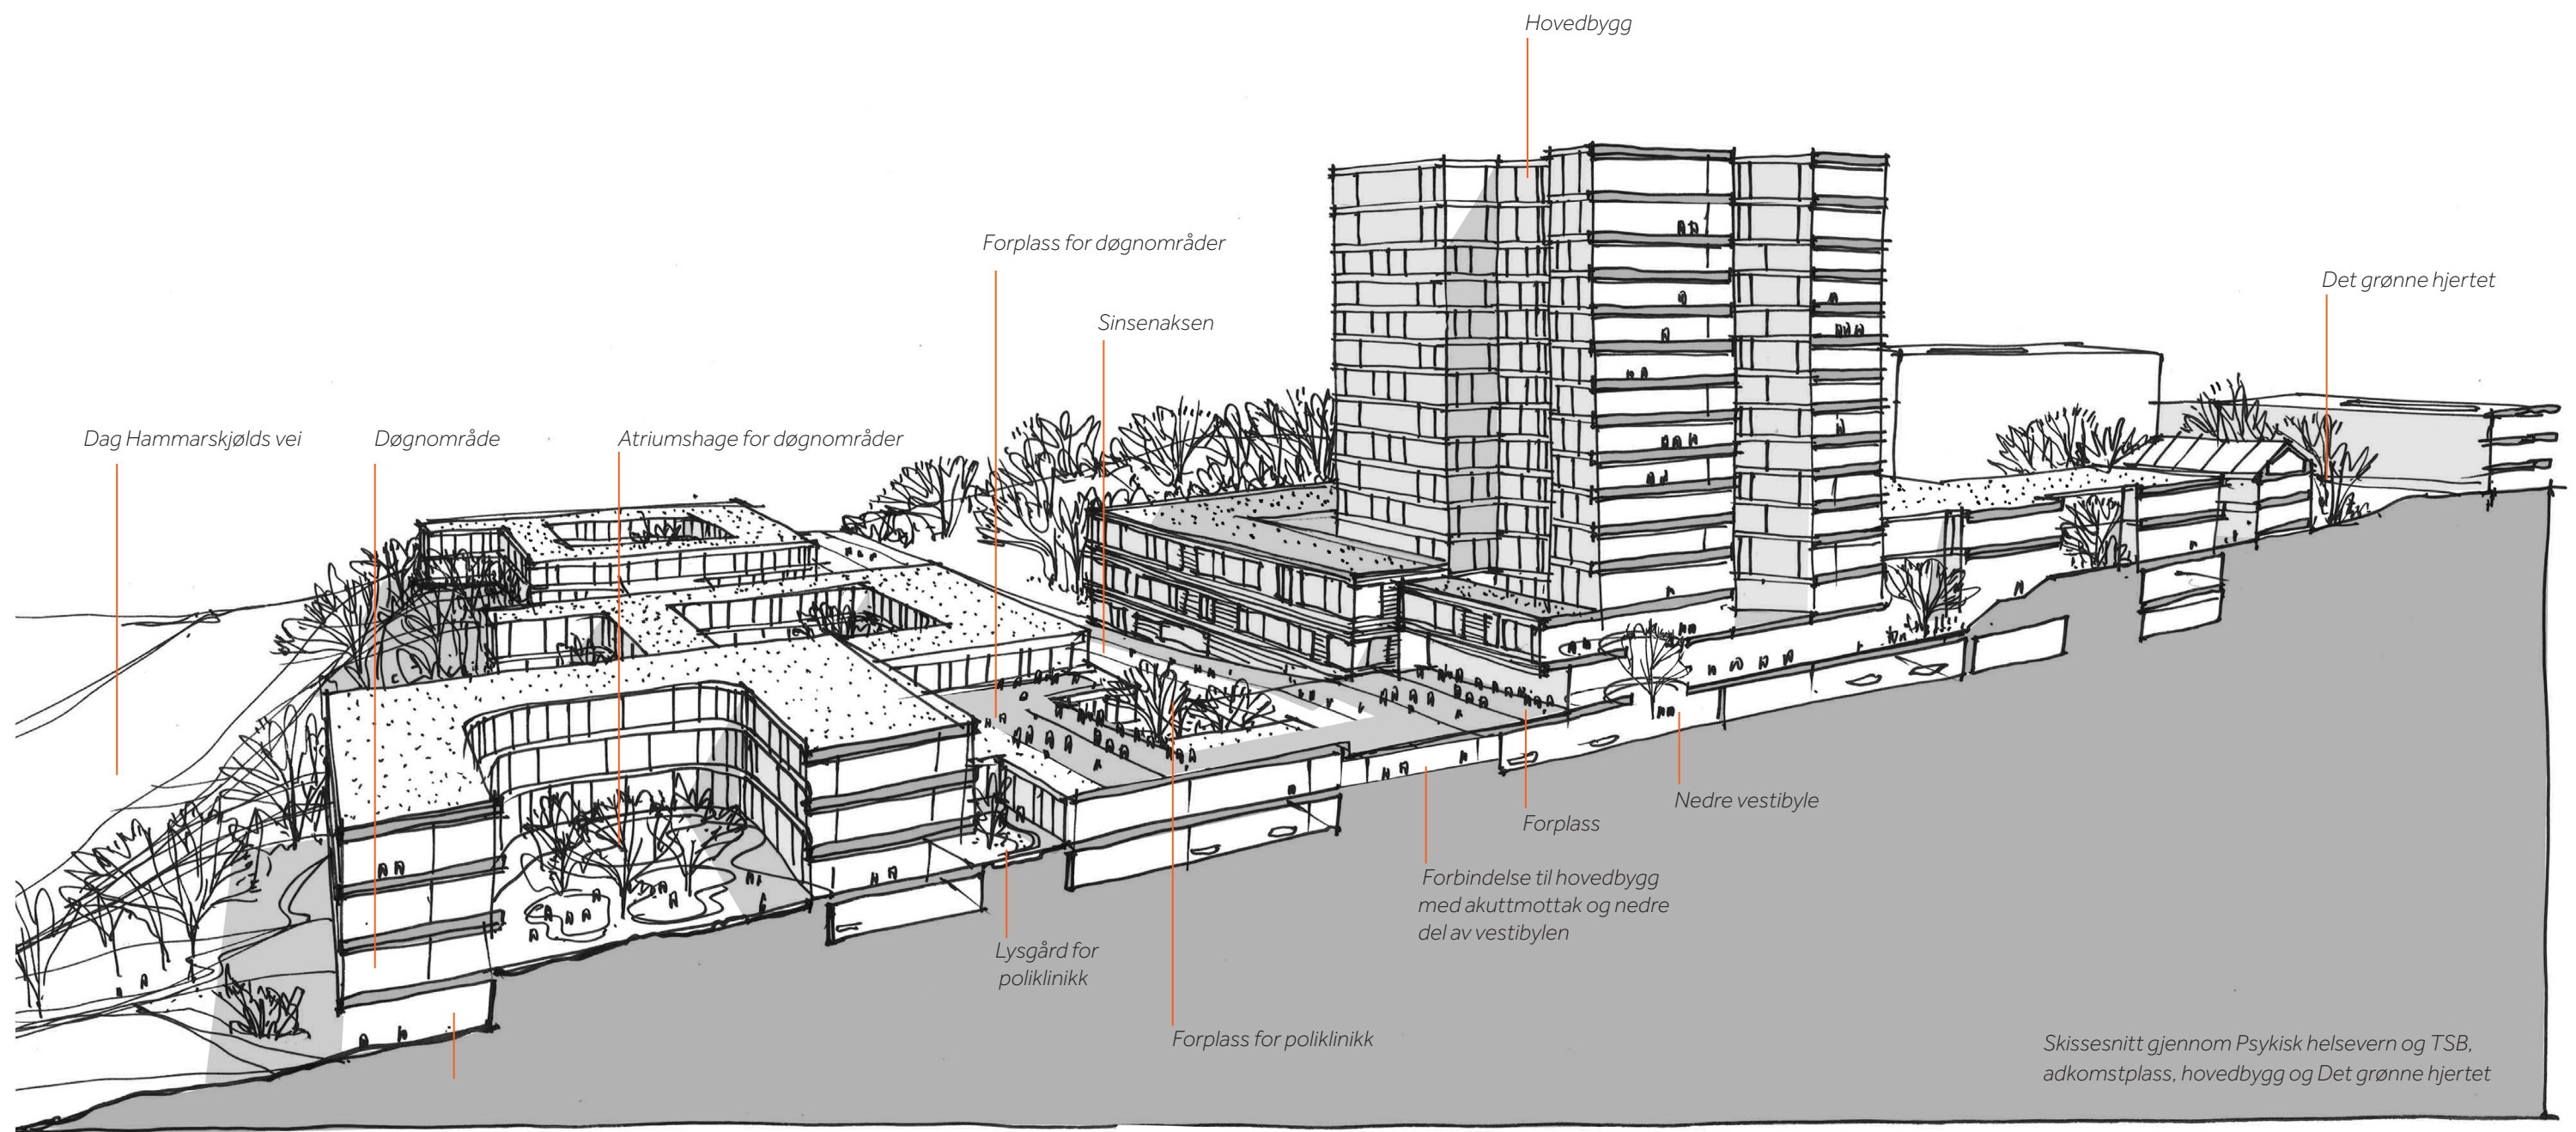 Hovedbygg
Forplass for døgnområder
Det grønne hjertet
Sinsenaksen
Dag Hammarskjølds vei
Døgnområde
Atriumshage for døgnområder
Nedre vestibyle
Forplass
Forbindelse til hovedbygg
med akuttmottak og nedre
del av vestibylen
Lysgård for
poliklinikk
Forplass for poliklinikk
Skissesnitt gjennom Psykisk helsevern og TSB,
adkomstplass, hovedbygg og Det grønne hjertet